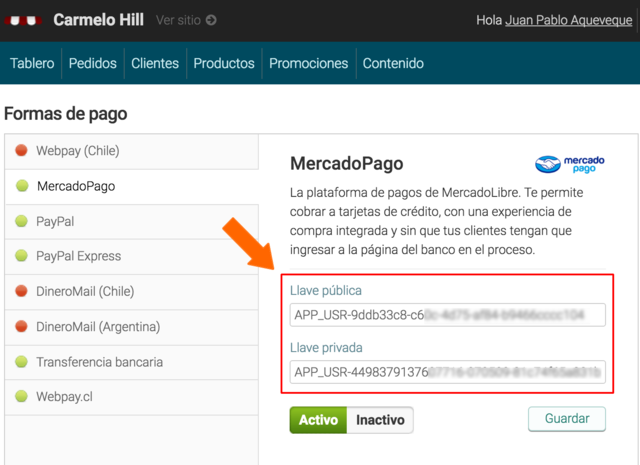 Carmelo Hill Ver sitio
Hola Juan Pablo Aqueveque
Tablero Pedidos Clientes Productos Promociones Contenido
Formas de pago
Webpay (Chile)
MercadoPago
PayPal
PayPal Express
DineroMail (Chile)
DineroMail (Argentina)
Transferencia bancaria
Webpay.cl
MercadoPago
mercado
pago
La plataforma de pagos de MercadoLibre. Te permite
cobrar a tarjetas de crédito, con una experiencia de
compra integrada y sin que tus clientes tengan que
ingresar a la página del banco en el proceso.
Llave pública
APP_USR-9ddb33c8-c6
Llave privada
APP_USR-44983791376
Activo Inactivo
Guardar